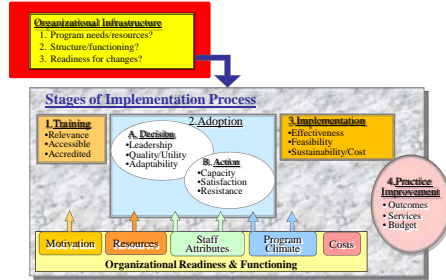 Organizational Infrastructure
1. Program needs/resources?
2. Structure/functioning?
3. Readiness for changes?
Stages of Implementation Process
1.Training
•Relevance
•Accessible
•Accredited
2.Adoption
A. Decision
•Leadership
•Quality/Utility
•Adaptability
B. Action
•Capacity
•Satisfaction
•Resistance
3.Implementation
•Effectiveness
•Feasibility
•Sustainability/Cost
4.Practice
Improvement
• Outcomes
• Services
• Budget
Motivation
Resources
Staff
Attributes
Program
Climate
Costs
Organizational Readiness & Functioning